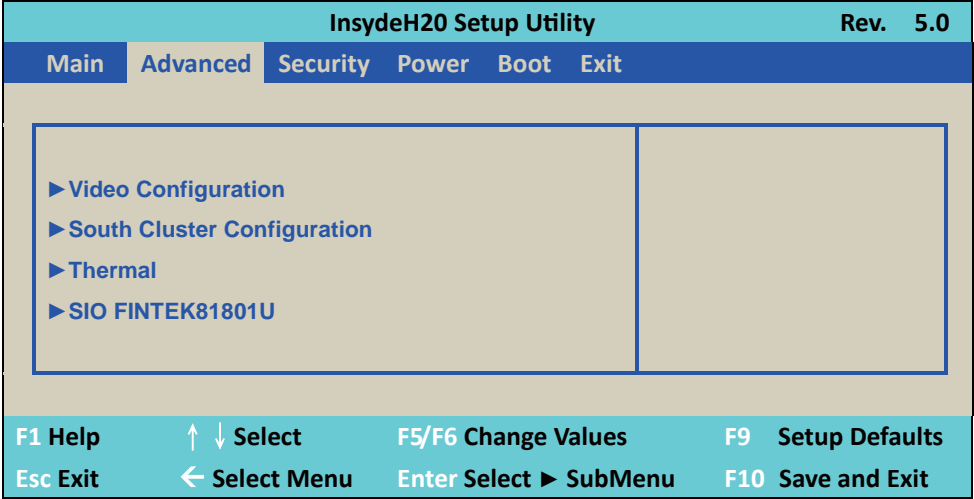 InsydeH20 Setup Utility Rev. 5.0
Main Advanced Security Power Boot Exit
►Video Configuration
►South Cluster Configuration
►Thermal
►SIO FINTEK81801U
F1 Help ↑ ↓ Select F5/F6 Change Values F9 Setup Defaults
Esc Exit ← Select Menu Enter Select ► SubMenu F10 Save and Exit